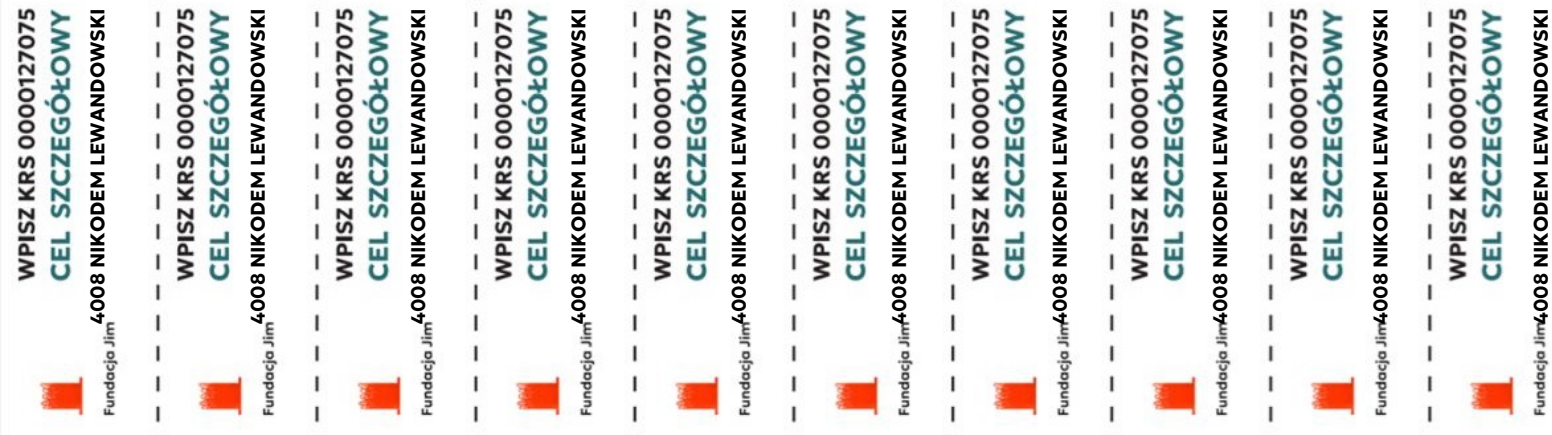 WPISZ KRS 0000127075
CEL SZCZEGÓŁOWY
4008 NIKODEM LEWANDOWSKI
Fundacja Jim
WPISZ KRS 0000127075
CEL SZCZEGÓŁOWY
4008 NIKODEM LEWANDOWSKI
Fundacja Jim
WPISZ KRS 0000127075
CEL SZCZEGÓŁOWY
4008 NIKODEM LEWANDOWSKI
Fundacja Jim
WPISZ KRS 0000127075
CEL SZCZEGÓŁOWY
4008 NIKODEM LEWANDOWSKI
Fundacja Jim
WPISZ KRS 0000127075
CEL SZCZEGÓŁOWY
4008 NIKODEM LEWANDOWSKI
Fundacja Jim
WPISZ KRS 0000127075
CEL SZCZEGÓŁOWY
4008 NIKODEM LEWANDOWSKI
Fundacja Jim
WPISZ KRS 0000127075
CEL SZCZEGÓŁOWY
4008 NIKODEM LEWANDOWSKI
Fundacja Jim
WPISZ KRS 0000127075
CEL SZCZEGÓŁOWY
4008 NIKODEM LEWANDOWSKI
Fundacja Jim
WPISZ KRS 0000127075
CEL SZCZEGÓŁOWY
4008 NIKODEM LEWANDOWSKI
Fundacja Jim
WPISZ KRS 0000127075
CEL SZCZEGÓŁOWY
4008 NIKODEM LEWANDOWSKI
Fundacja Jim